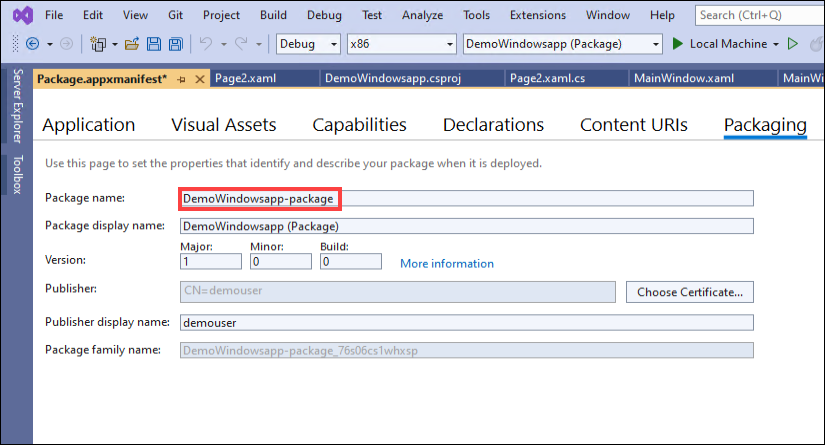 File Edit View Git Project Build Debug Test Analyze Tools Extensions Window Help Search (Ctrl+Q)
Debug x86 DemoWindowsapp (Package) Local Machine
Server Explorer
Toolbox
Package.appxmanifest* Page2.xaml DemoWindowsapp.csproj Page2.xaml.cs MainWindow.xaml MainWi
Application Visual Assets Capabilities Declarations Content URIs Packaging
Use this page to set the properties that identify and describe your package when it is deployed.
Package name: DemoWindowsapp-package
Package display name: DemoWindowsapp (Package)
Major: Minor: Build:
Version: 1 0 0 More information
Publisher: CN=demouser Choose Certificate...
Publisher display name: demouser
Package family name: DemoWindowsapp-package_76s06cs1whxsp